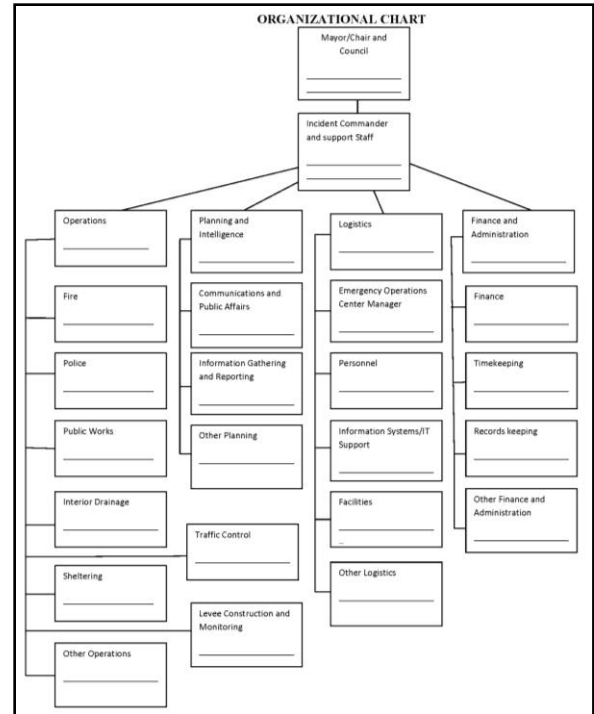 ORGANIZATIONAL CHART
Mayor/Chair and
Council
Incident Commander
and support Staff
Operations
Fire
Police
Public Works
Interior Drainage
Sheltering
Other Operations
Traffic Control
Levee Construction and
Monitoring
Planning and
Intelligence
Communications and
Public Affairs
Information Gathering
and Reporting
Other Planning
Logistics
Emergency Operations
Center Manager
Personnel
Information Systems/IT
Support
Facilities
Other Logistics
Finance and
Administration
Finance
Timekeeping
Records keeping
Other Finance and
Administration